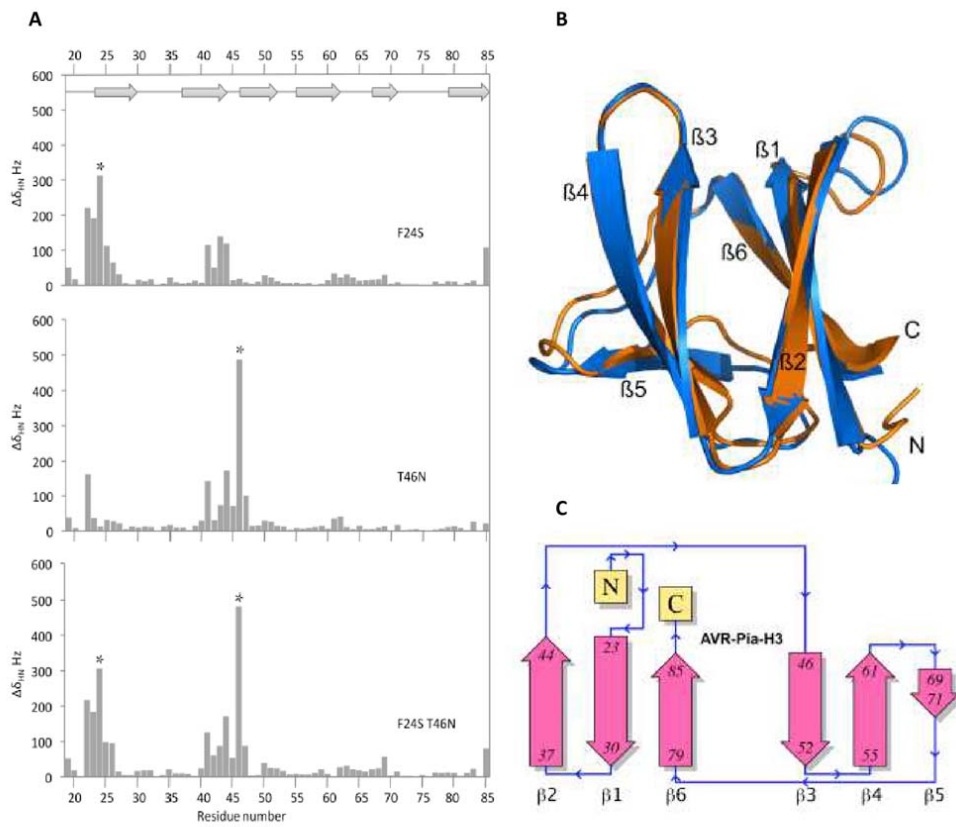 A
20 25 30 35 40 45 50 55 60 65 70 75 80 85
600
500
400
300
200
100
0
ΔδHN Hz
*
F24S
600
500
400
300
200
100
0
ΔδHN Hz
*
T46N
600
500
400
300
200
100
0
ΔδHN Hz
*
*
F24S T46N
20 25 30 35 40 45 50 55 60 65 70 75 80 85
Residue number
B
ß3
ß1
ß4
ß6
C
ß2
ß5
N
C
N
C
AVR-Pia-H3
44 23 85 46 61 69
71
37 30 79 52 55
β2 β1 β6 β3 β4 β5